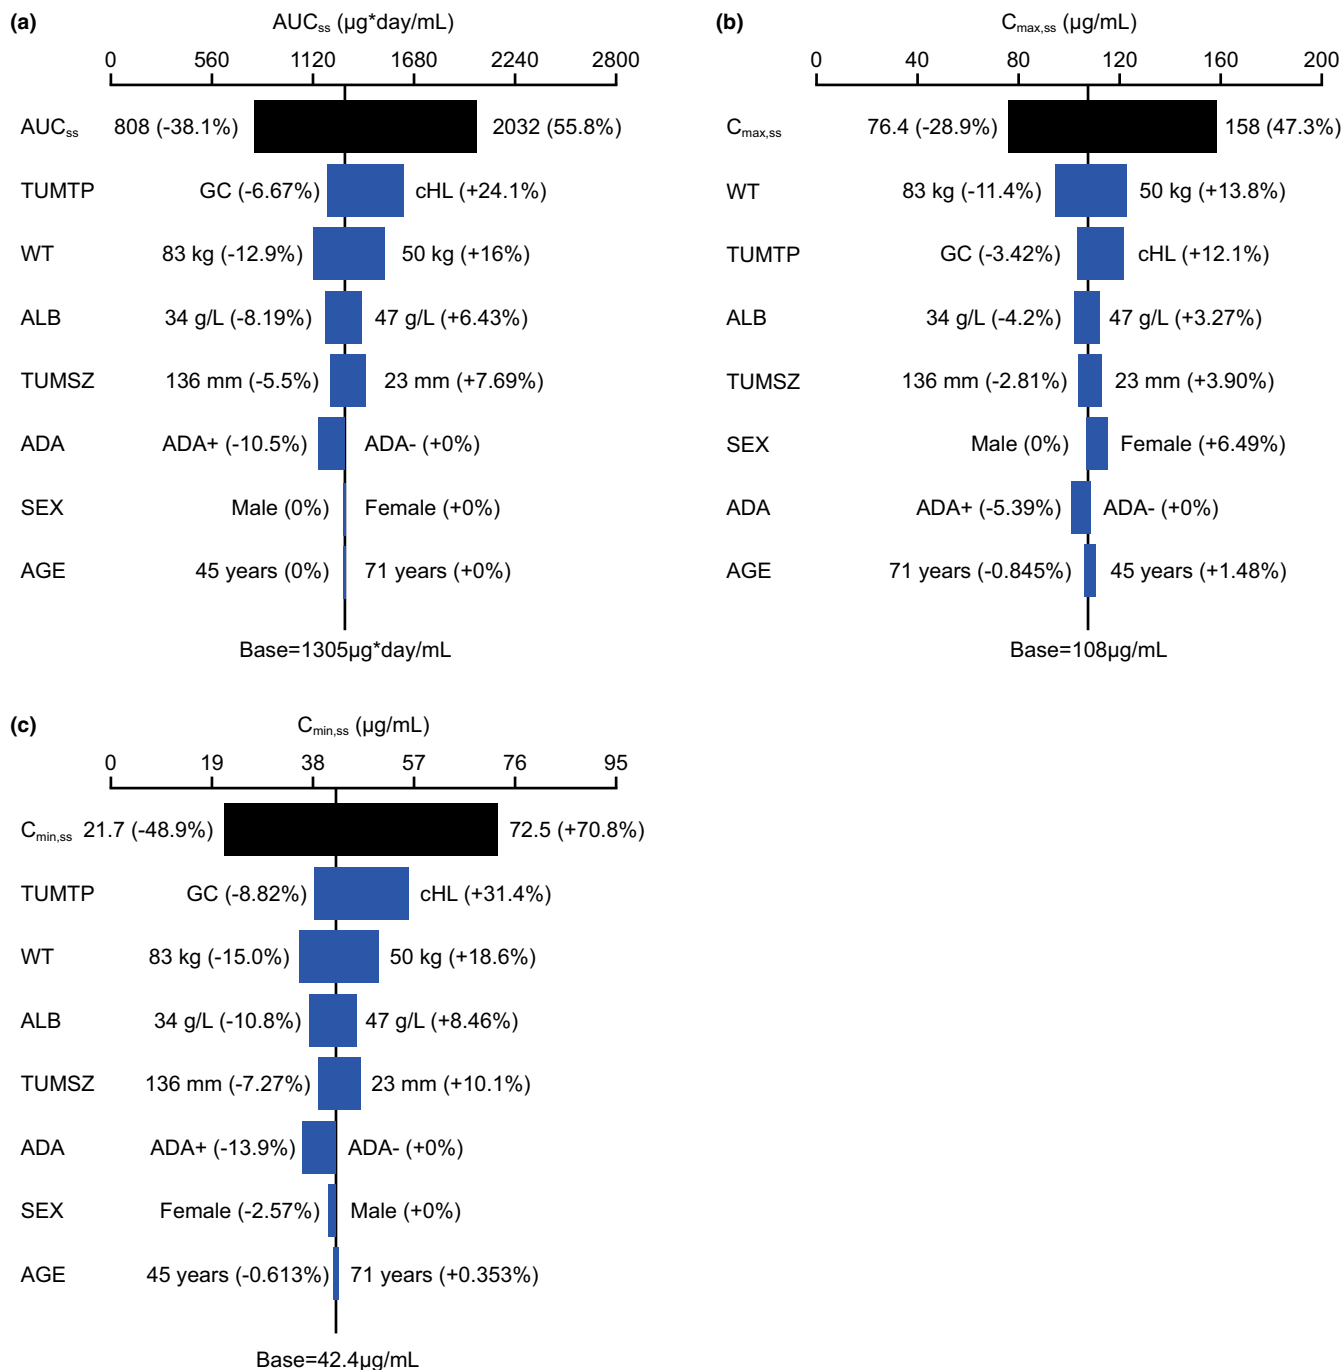 (a)
AUCss (µg*day/mL)
0 560 1120 1680 2240 2800
AUCss 808 (-38.1%) 2032 (55.8%)
TUMTP GC (-6.67%) cHL (+24.1%)
WT 83 kg (-12.9%) 50 kg (+16%)
ALB 34 g/L (-8.19%) 47 g/L (+6.43%)
TUMSZ 136 mm (-5.5%) 23 mm (+7.69%)
ADA ADA+ (-10.5%) ADA- (+0%)
SEX Male (0%) Female (+0%)
AGE 45 years (0%) 71 years (+0%)
Base=1305µg*day/mL
(b)
Cmax,ss (µg/mL)
0 40 80 120 160 200
Cmax,ss 76.4 (-28.9%) 158 (47.3%)
WT 83 kg (-11.4%) 50 kg (+13.8%)
TUMTP GC (-3.42%) cHL (+12.1%)
ALB 34 g/L (-4.2%) 47 g/L (+3.27%)
TUMSZ 136 mm (-2.81%) 23 mm (+3.90%)
SEX Male (0%) Female (+6.49%)
ADA ADA+ (-5.39%) ADA- (+0%)
AGE 71 years (-0.845%) 45 years (+1.48%)
Base=108µg/mL
(c)
Cmin,ss (µg/mL)
0 19 38 57 76 95
Cmin,ss 21.7 (-48.9%) 72.5 (+70.8%)
TUMTP GC (-8.82%) cHL (+31.4%)
WT 83 kg (-15.0%) 50 kg (+18.6%)
ALB 34 g/L (-10.8%) 47 g/L (+8.46%)
TUMSZ 136 mm (-7.27%) 23 mm (+10.1%)
ADA ADA+ (-13.9%) ADA- (+0%)
SEX Female (-2.57%) Male (+0%)
AGE 45 years (-0.613%) 71 years (+0.353%)
Base=42.4µg/mL